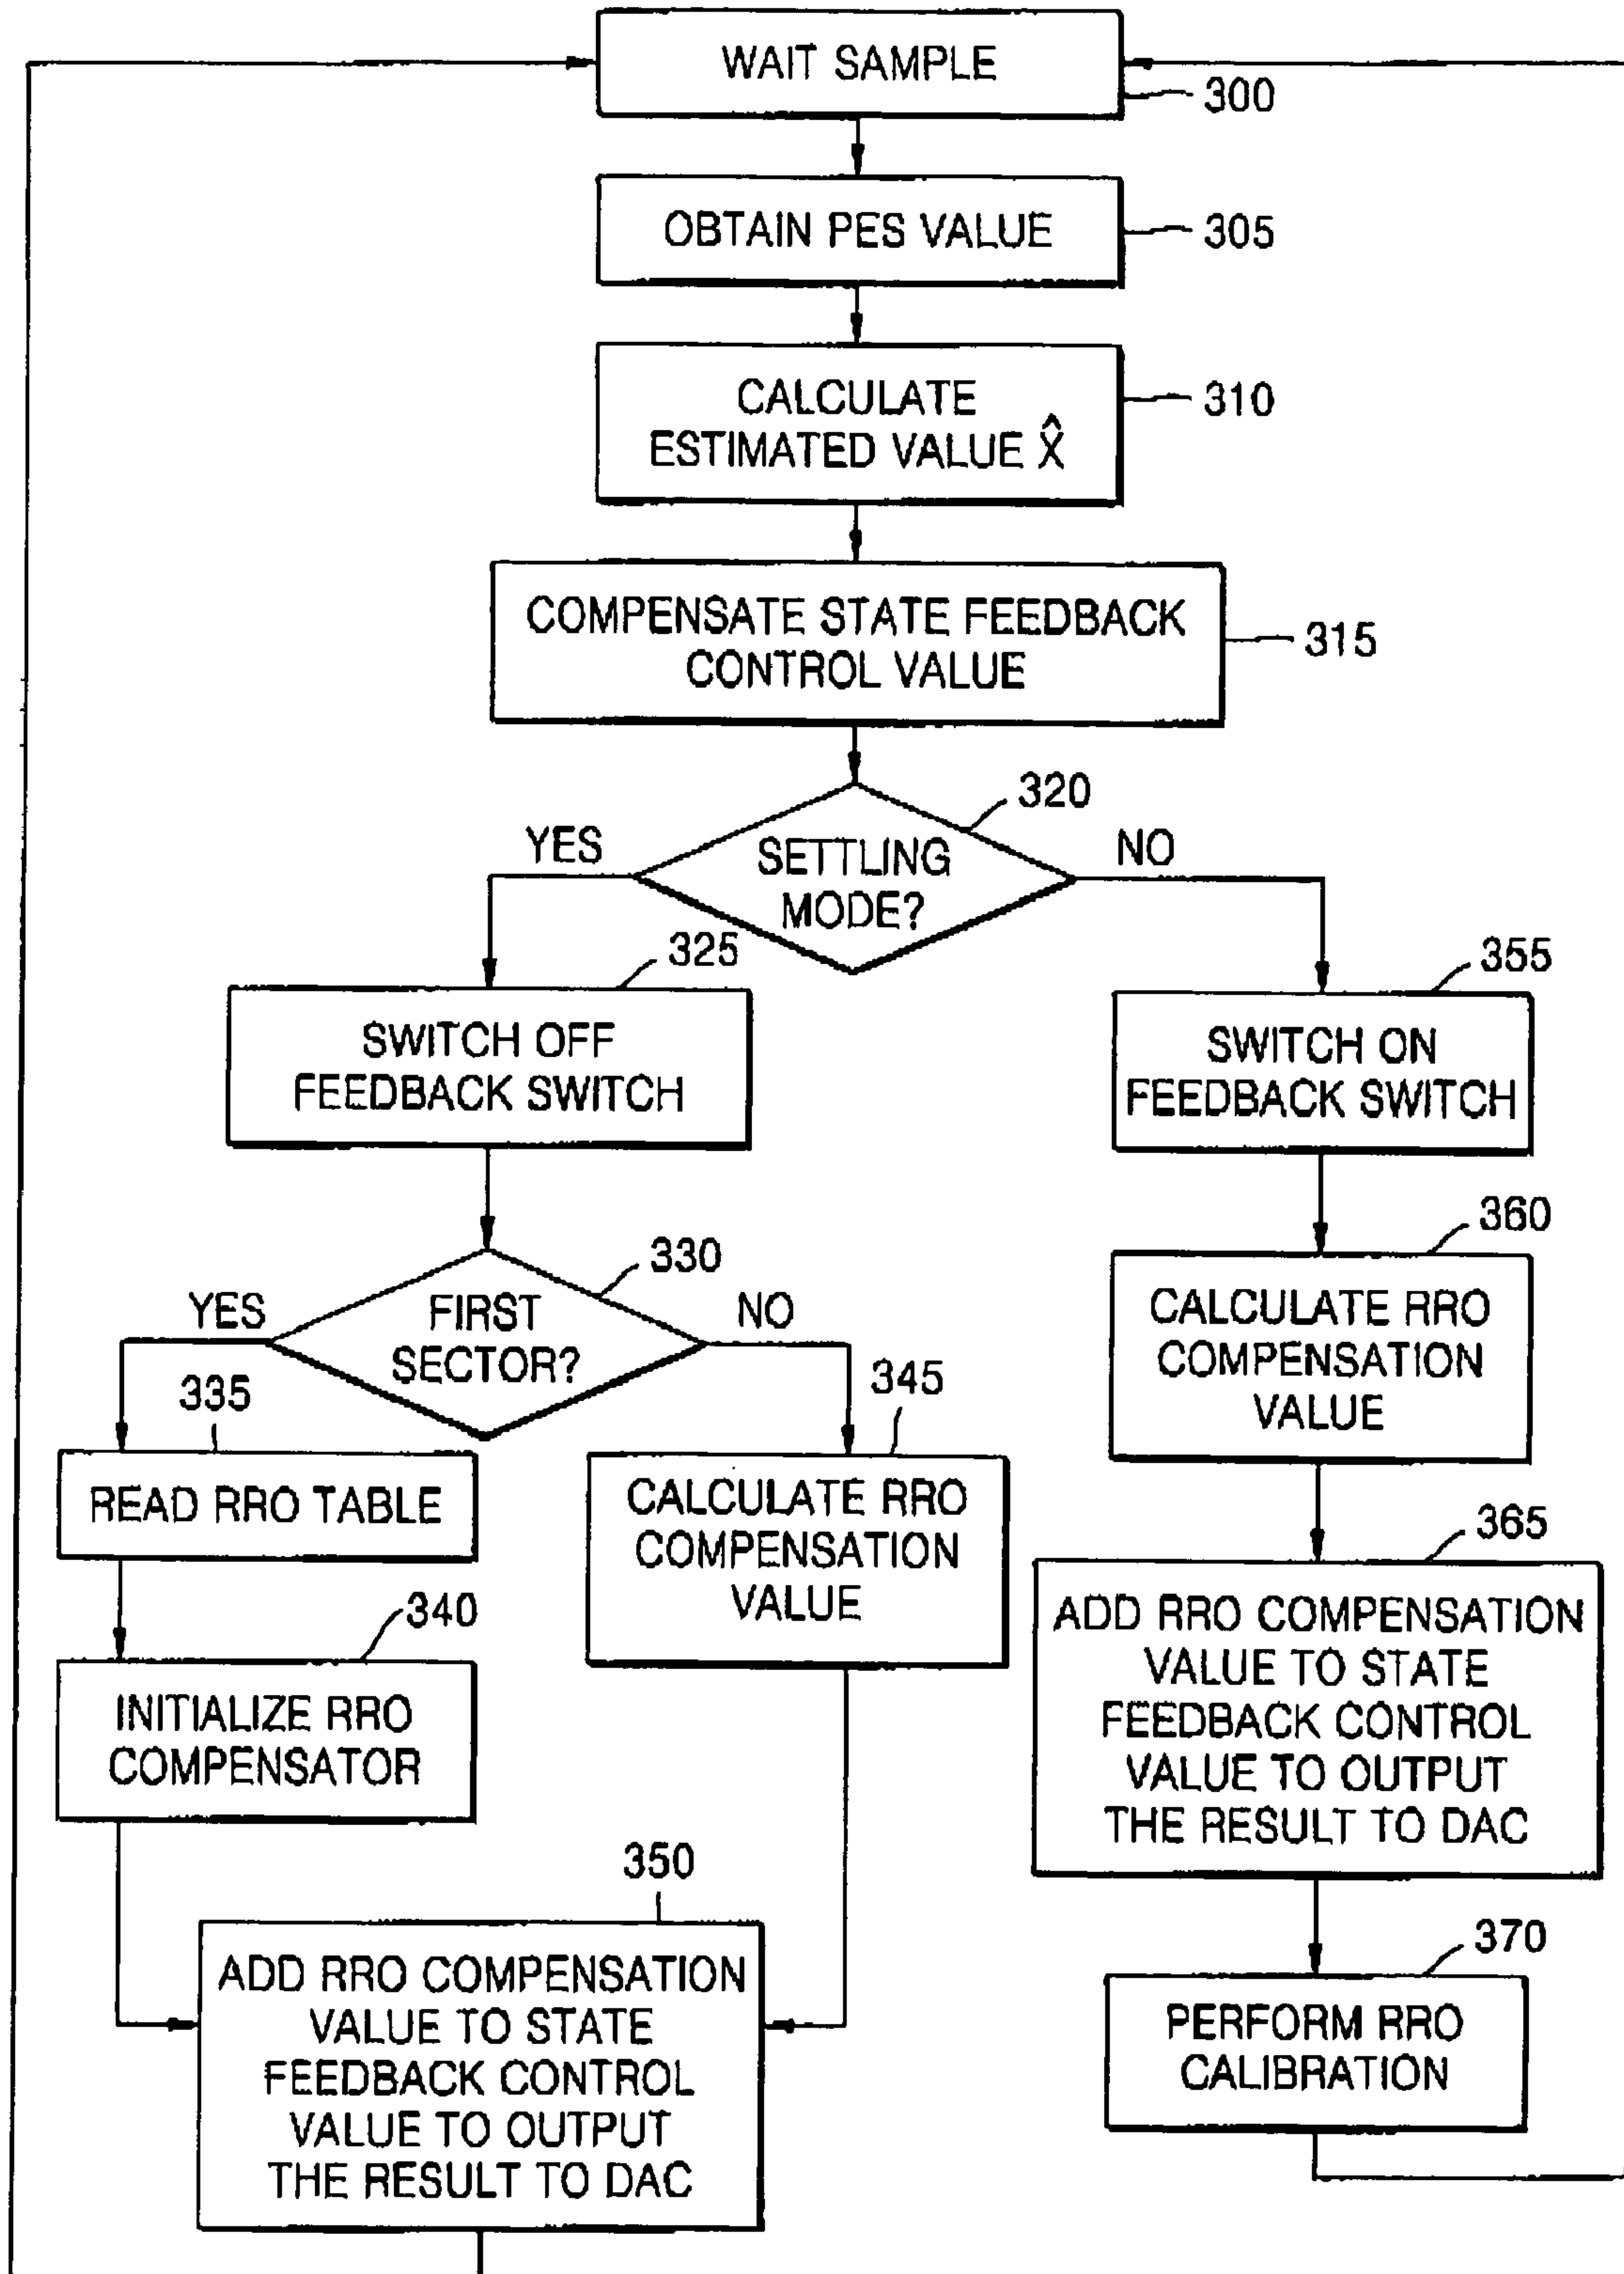 WAIT SAMPLE
300
OBTAIN PES VALUE
305
CALCULATE
ESTIMATED VALUE X̂
310
COMPENSATE STATE FEEDBACK
CONTROL VALUE
315
320
YES
SETTLING
MODE?
NO
325
SWITCH OFF
FEEDBACK SWITCH
355
SWITCH ON
FEEDBACK SWITCH
330
YES
FIRST
SECTOR?
NO
360
CALCULATE RRO
COMPENSATION
VALUE
335
READ RRO TABLE
345
CALCULATE RRO
COMPENSATION
VALUE
365
ADD RRO COMPENSATION
VALUE TO STATE
FEEDBACK CONTROL
VALUE TO OUTPUT
THE RESULT TO DAC
340
INITIALIZE RRO
COMPENSATOR
350
ADD RRO COMPENSATION
VALUE TO STATE
FEEDBACK CONTROL
VALUE TO OUTPUT
THE RESULT TO DAC
370
PERFORM RRO
CALIBRATION